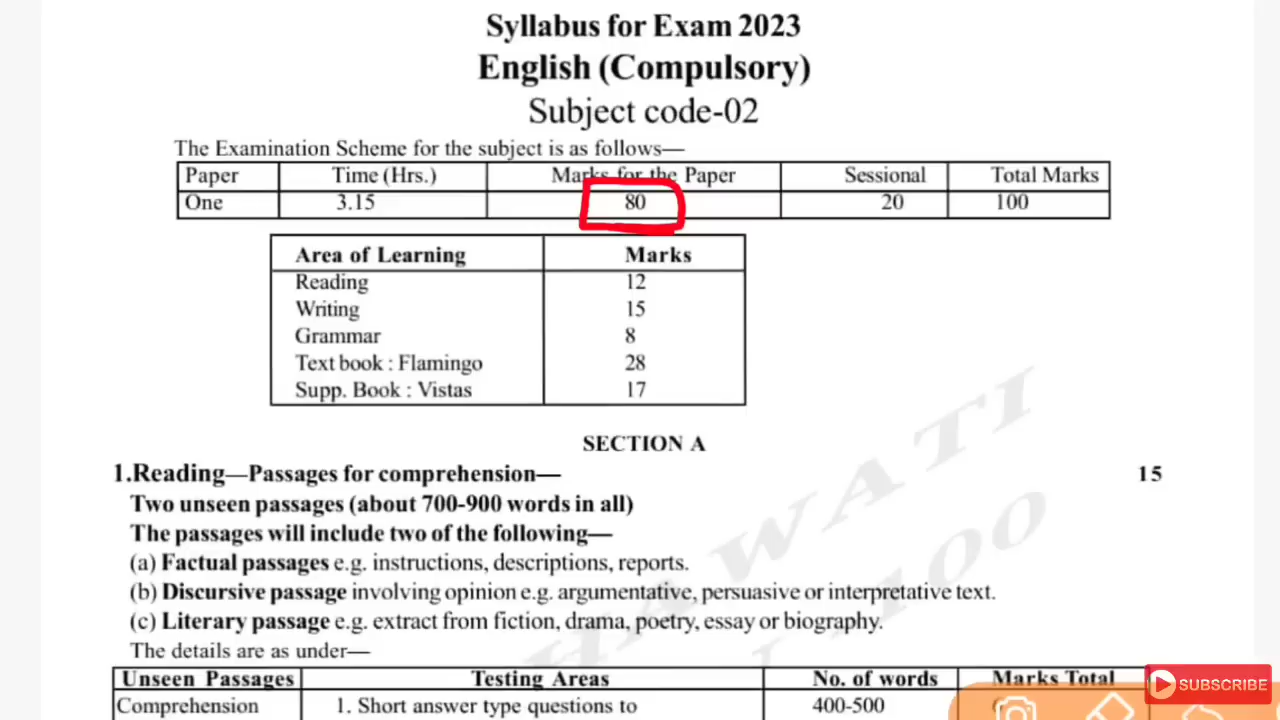 Syllabus for Exam 2023
English (Compulsory)
Subject code-02
The Examination Scheme for the subject is as follows—
Paper Time (Hrs.) Marks for the Paper Sessional Total Marks
One 3.15 80 20 100
Area of Learning Marks
Reading 12
Writing 15
Grammar 8
Text book : Flamingo 28
Supp. Book : Vistas 17
SECTION A
1.Reading—Passages for comprehension— 15
Two unseen passages (about 700-900 words in all)
The passages will include two of the following—
(a) Factual passages e.g. instructions, descriptions, reports.
(b) Discursive passage involving opinion e.g. argumentative, persuasive or interpretative text.
(c) Literary passage e.g. extract from fiction, drama, poetry, essay or biography.
The details are as under—
Unseen Passages Testing Areas No. of words Marks Total
Comprehension 1. Short answer type questions to 400-500
SUBSCRIBE